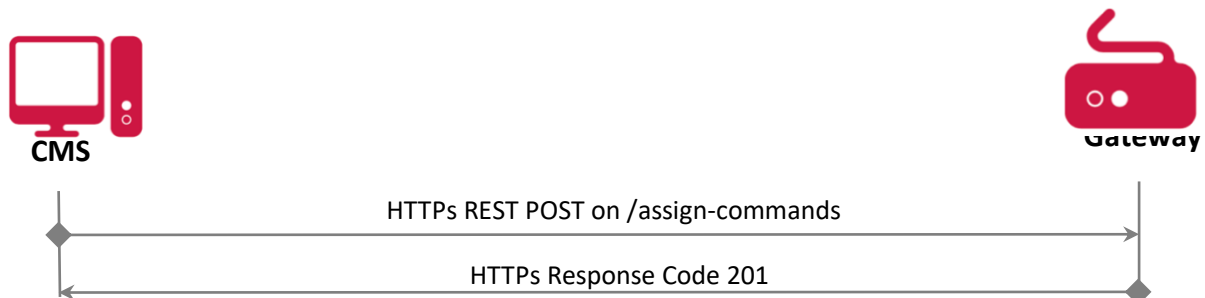 CMS
Gateway
HTTPs REST POST on /assign-commands
HTTPs Response Code 201